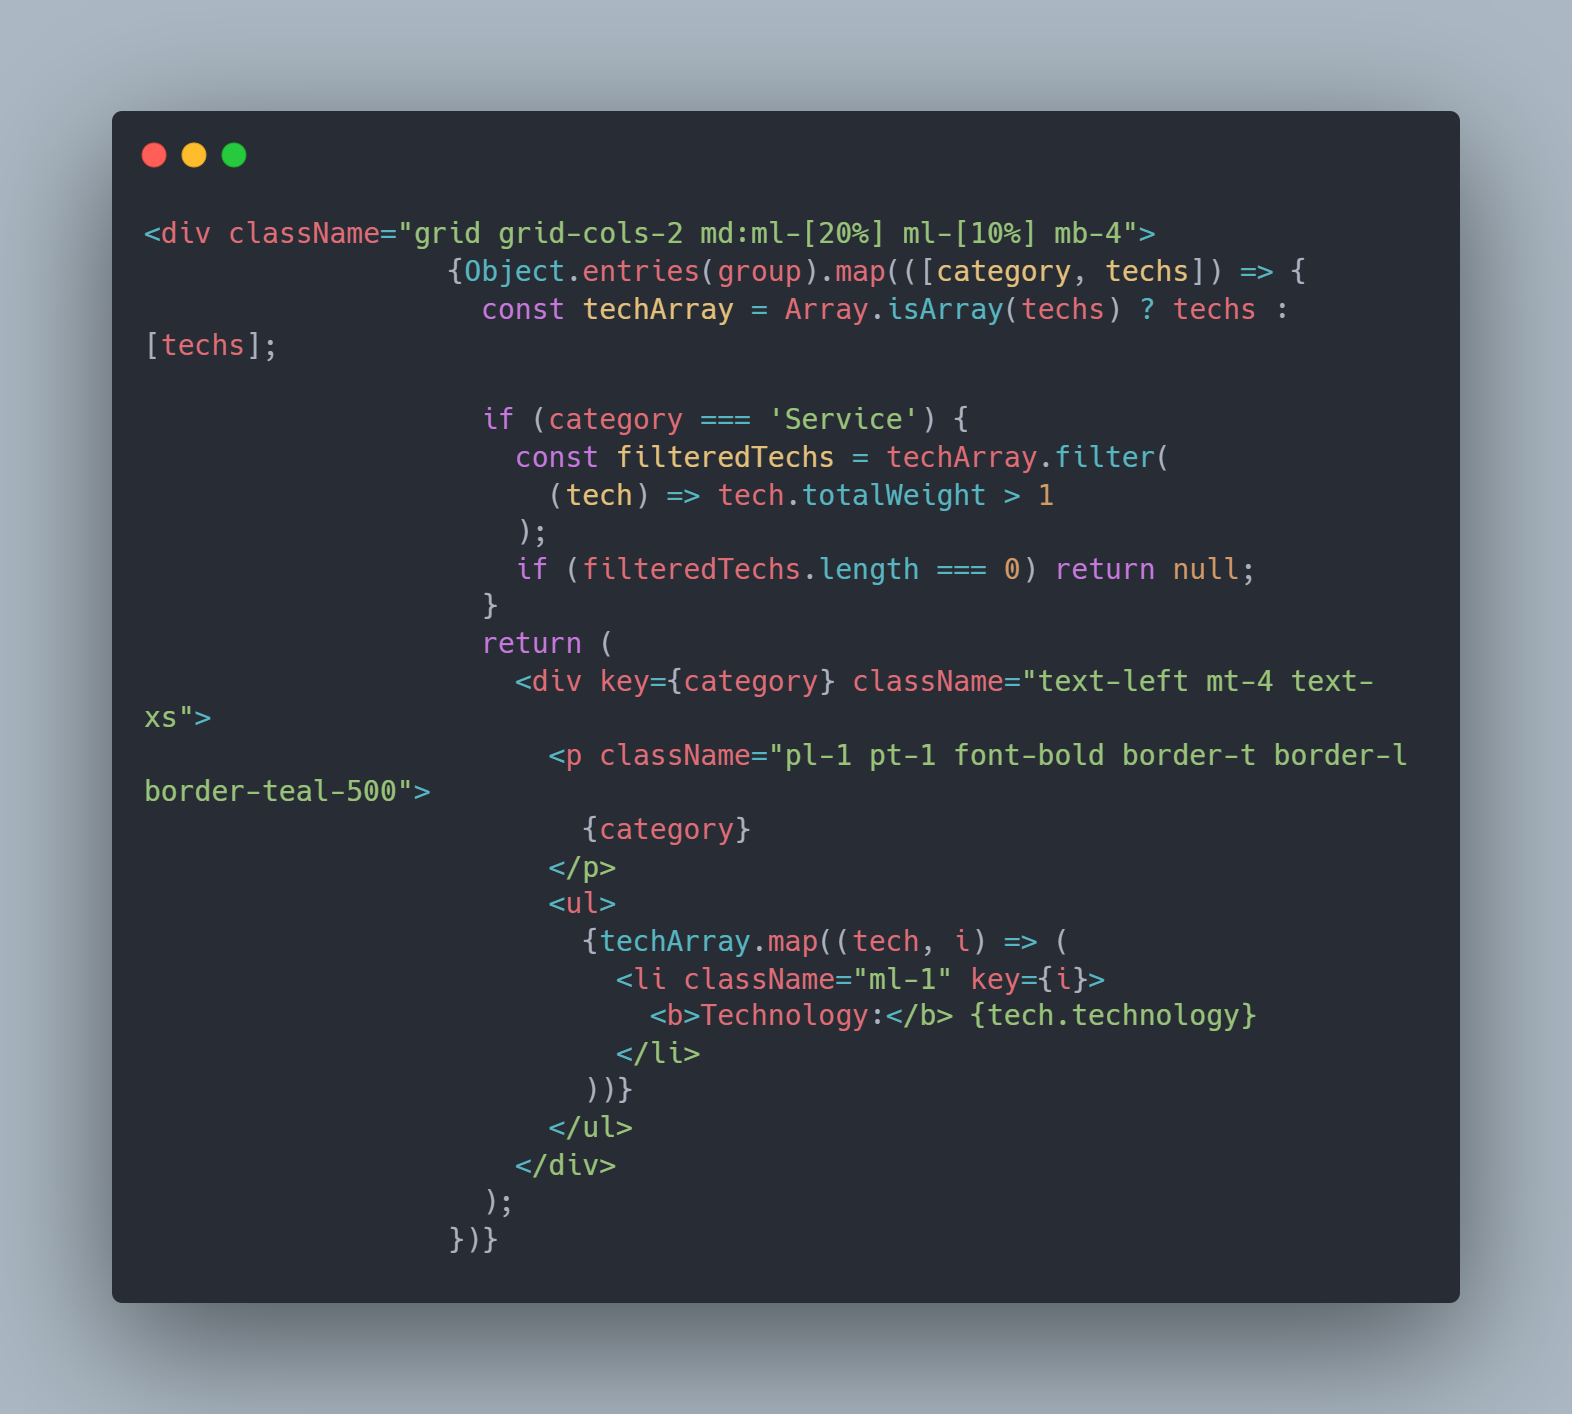 <div className="grid grid-cols-2 md:ml-[20%] ml-[10%] mb-4">
                  {Object.entries(group).map(([category, techs]) => {
                    const techArray = Array.isArray(techs) ? techs :
[techs];

                    if (category === 'Service') {
                      const filteredTechs = techArray.filter(
                        (tech) => tech.totalWeight > 1
                      );
                      if (filteredTechs.length === 0) return null;
                    }
                    return (
                      <div key={category} className="text-left mt-4 text-
xs">
                        <p className="pl-1 pt-1 font-bold border-t border-l
border-teal-500">
                          {category}
                        </p>
                        <ul>
                          {techArray.map((tech, i) => (
                            <li className="ml-1" key={i}>
                              <b>Technology:</b> {tech.technology}
                            </li>
                          ))}
                        </ul>
                      </div>
                    );
                  })}